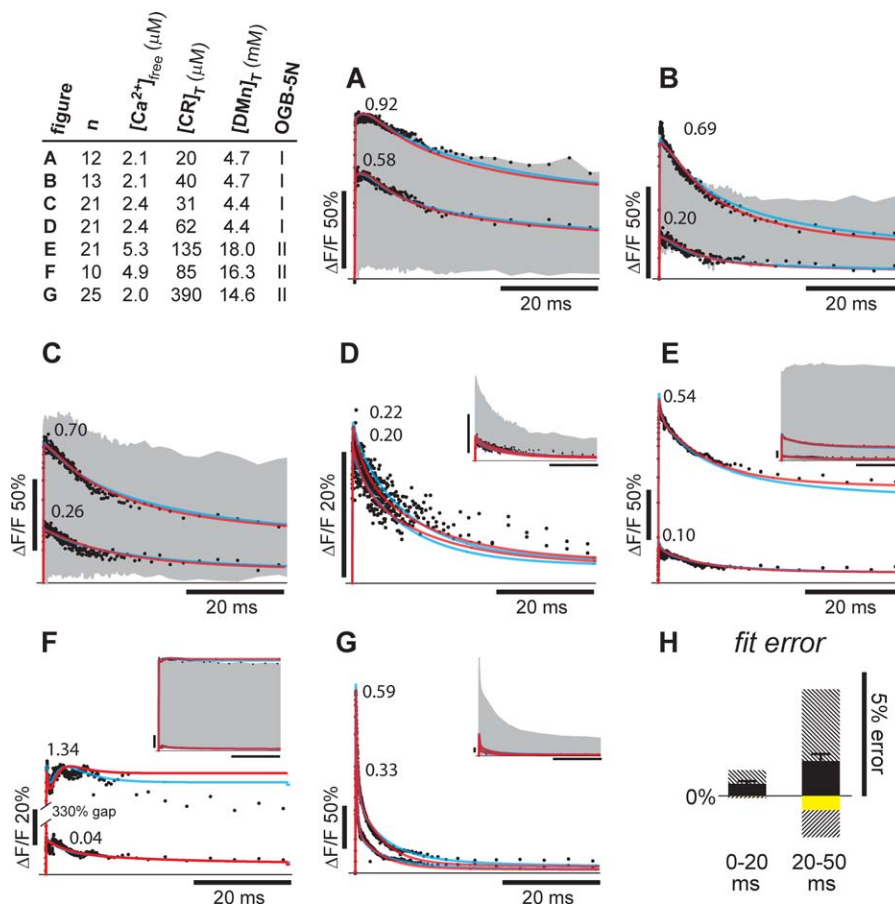 figure n [Ca2+]free (μM) [CR]T (μM) [DMn]T (mM) OGB-5N
A 12 2.1 20 4.7 I
B 13 2.1 40 4.7 I
C 21 2.4 31 4.4 I
D 21 2.4 62 4.4 I
E 21 5.3 135 18.0 II
F 10 4.9 85 16.3 II
G 25 2.0 390 14.6 II
A
0.92
0.58
ΔF/F 50%
20 ms
B
0.69
0.20
ΔF/F 50%
20 ms
C
0.70
0.26
ΔF/F 50%
20 ms
D
0.22
0.20
ΔF/F 20%
20 ms
E
0.54
0.10
ΔF/F 50%
20 ms
F
1.34
330% gap
0.04
ΔF/F 20%
20 ms
G
0.59
0.33
ΔF/F 50%
20 ms
H
fit error
5% error
0%
0-20 20-50
ms ms